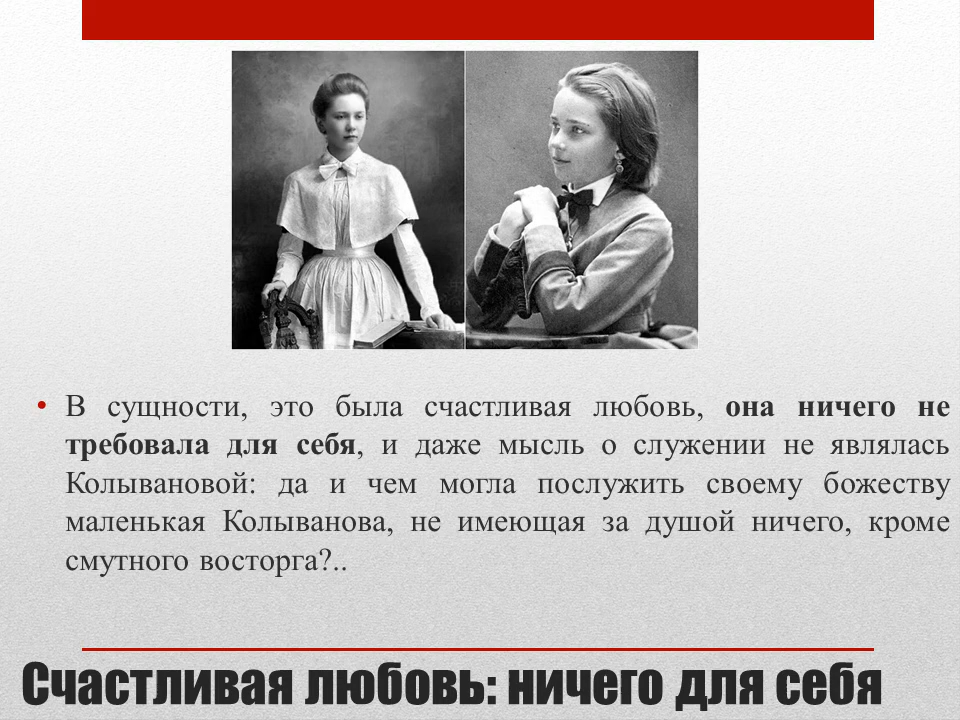 • В сущности, это была счастливая любовь, она ничего не
требовала для себя, и даже мысль о служении не являлась
Колывановой: да и чем могла послужить своему божеству
маленькая Колыванова, не имеющая за душой ничего, кроме
смутного восторга?..
Счастливая любовь: ничего для себя